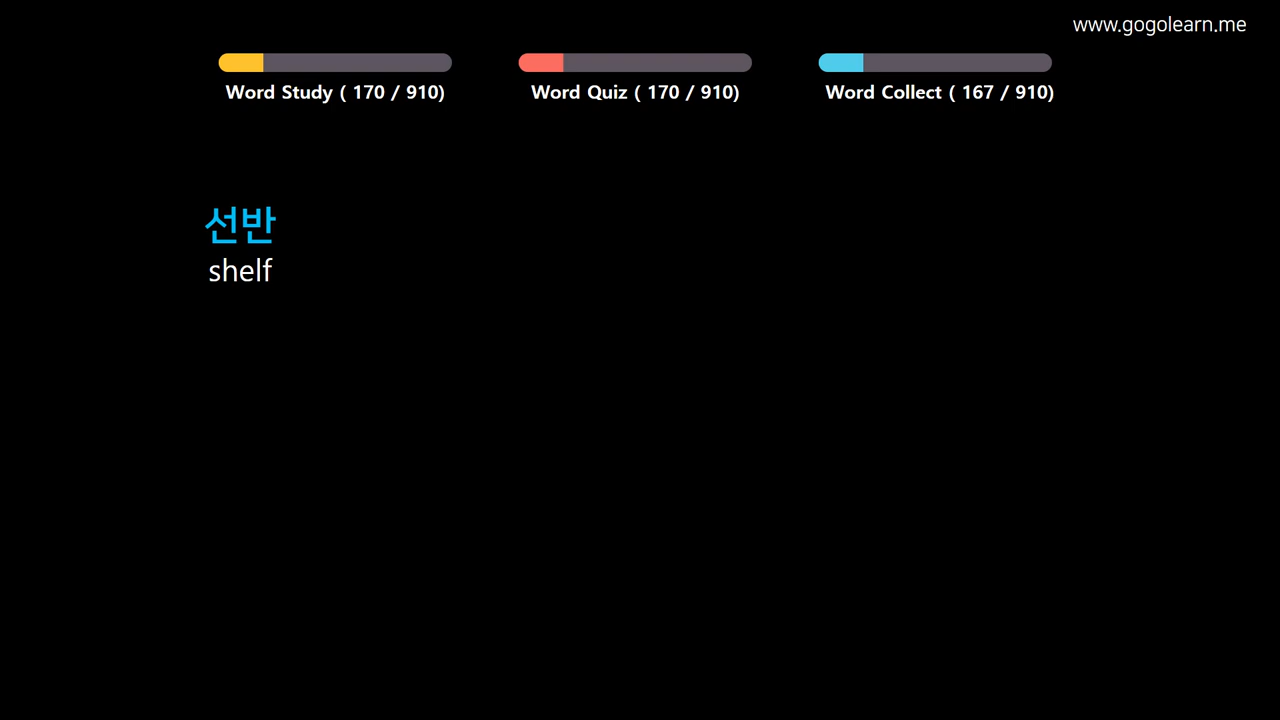 www.gogolearn.me
Word Study ( 170 / 910)
Word Quiz ( 170 / 910)
Word Collect ( 167 / 910)
선반
shelf